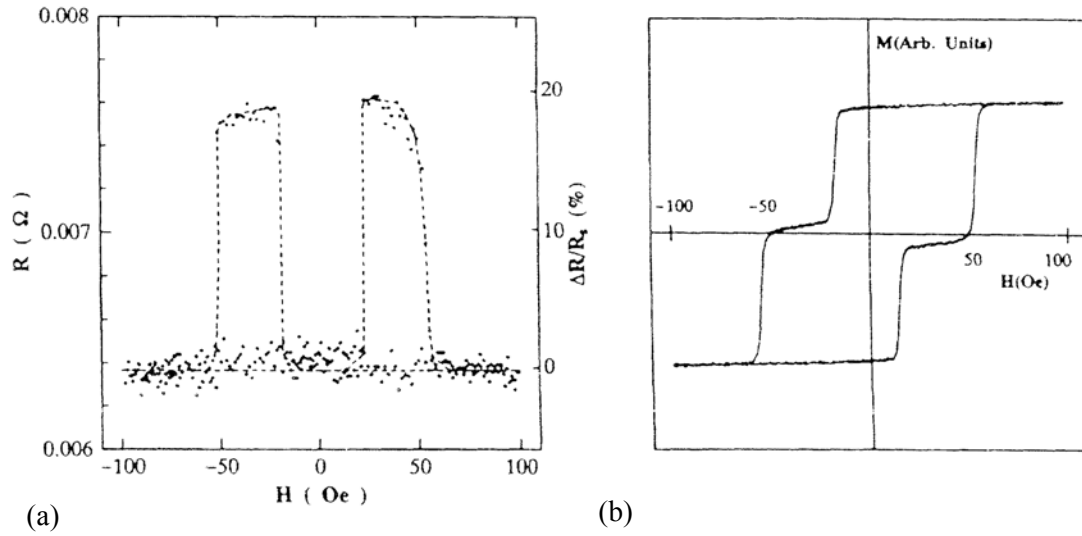 0.008
0.007
0.006
R ( Ω )
20
10
0
ΔR/Rₛ (%)
-100 -50 0 50 100
H ( Oe )
(a)
M(Arb. Units)
-100 -50
50 100
H(Oe)
(b)